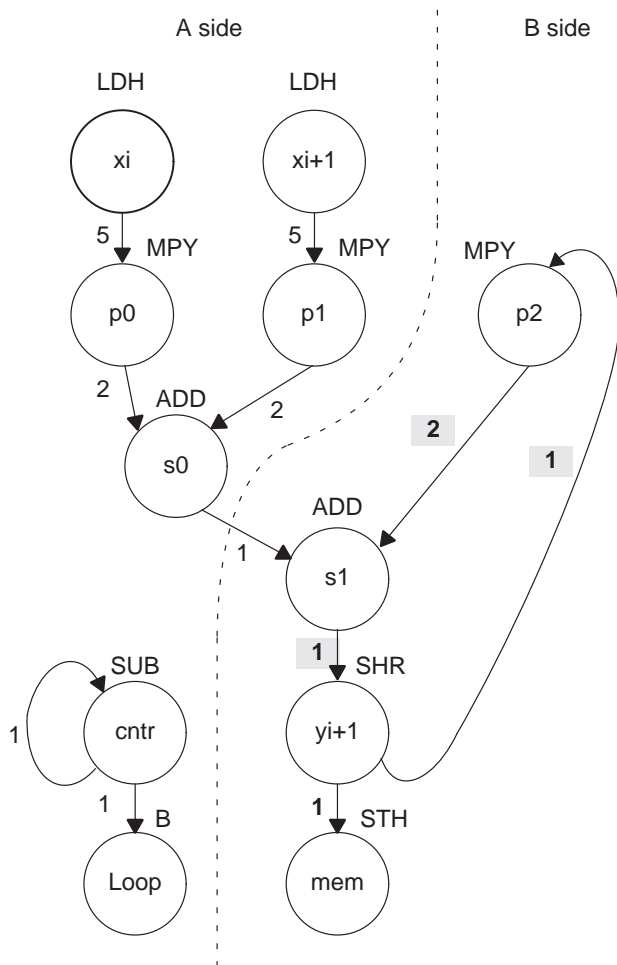 A side
B side
LDH
LDH
xi
xi+1
5
MPY
5
MPY
MPY
p0
p1
p2
2
ADD
2
2
1
s0
ADD
1
s1
1
SHR
SUB
1
cntr
yi+1
1
B
1
STH
Loop
mem